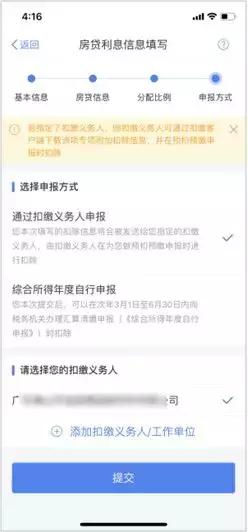 4:16
返回
房贷利息信息填写
基本信息
房贷信息
分配比例
申报方式
若指定了扣缴义务人，则扣缴义务人可通过扣缴客
户端下载该项专项附加扣除信息，并在预扣预缴申
报时扣除
选择申报方式
通过扣缴义务人申报
您本次填写的扣除信息将会被发送给您指定的扣缴义
务人，由扣缴义务人在为您做预扣预缴申报时进行
扣除
综合所得年度自行申报
您本次提交后，可以在次年3月1日至6月30日内向
税务机关办理汇算清缴申报（《综合所得年度自行
申报》）时扣除
请选择您的扣缴义务人
广
公司
添加扣缴义务人/工作单位
提交